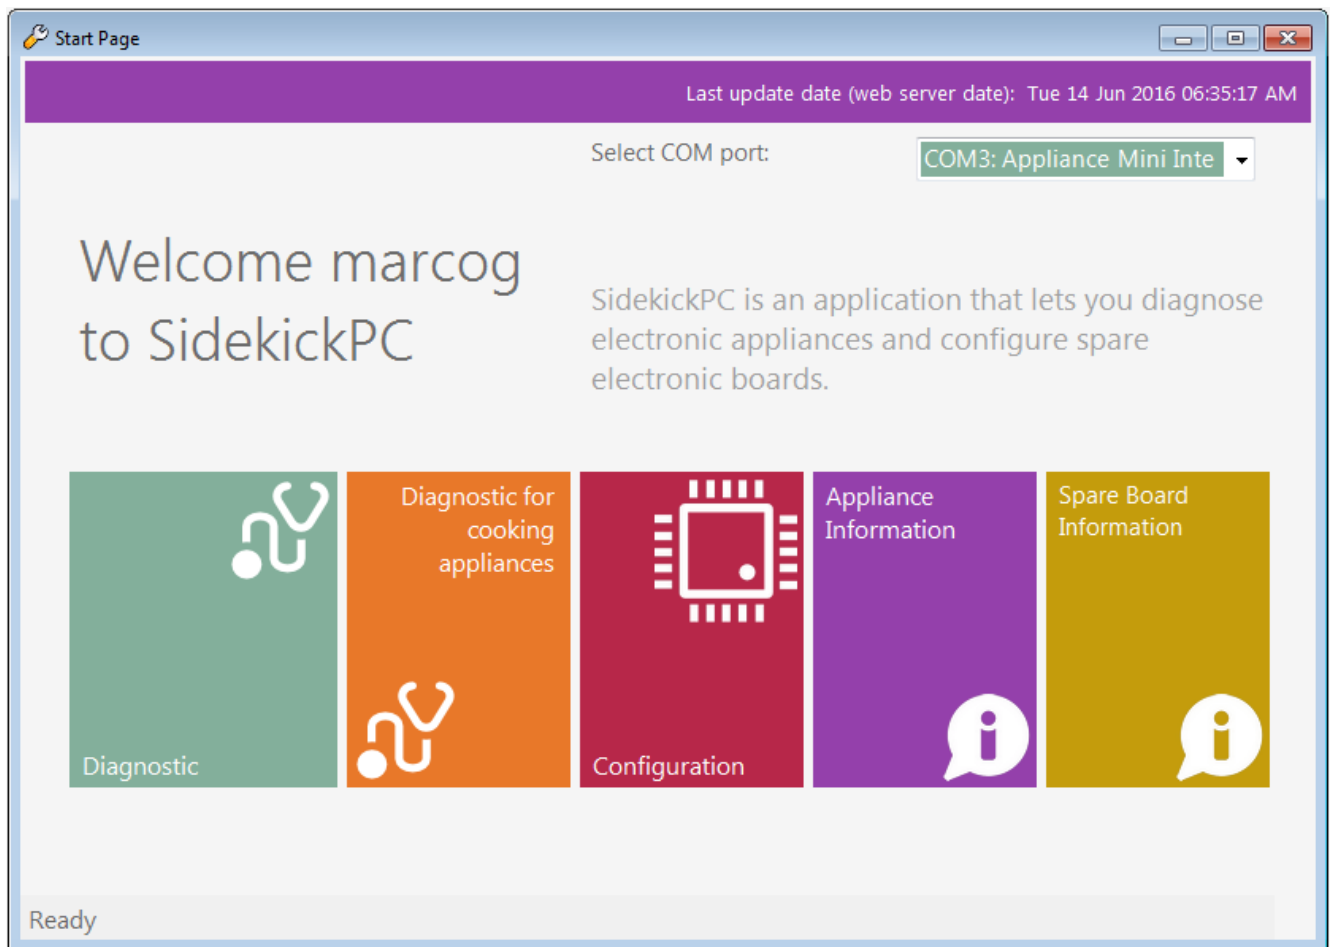 Start Page
Last update date (web server date): Tue 14 Jun 2016 06:35:17 AM
Select COM port:
COM3: Appliance Mini Inte
Welcome marcog
to SidekickPC
SidekickPC is an application that lets you diagnose
electronic appliances and configure spare
electronic boards.
Diagnostic
Diagnostic for
cooking
appliances
Configuration
Appliance
Information
Spare Board
Information
Ready